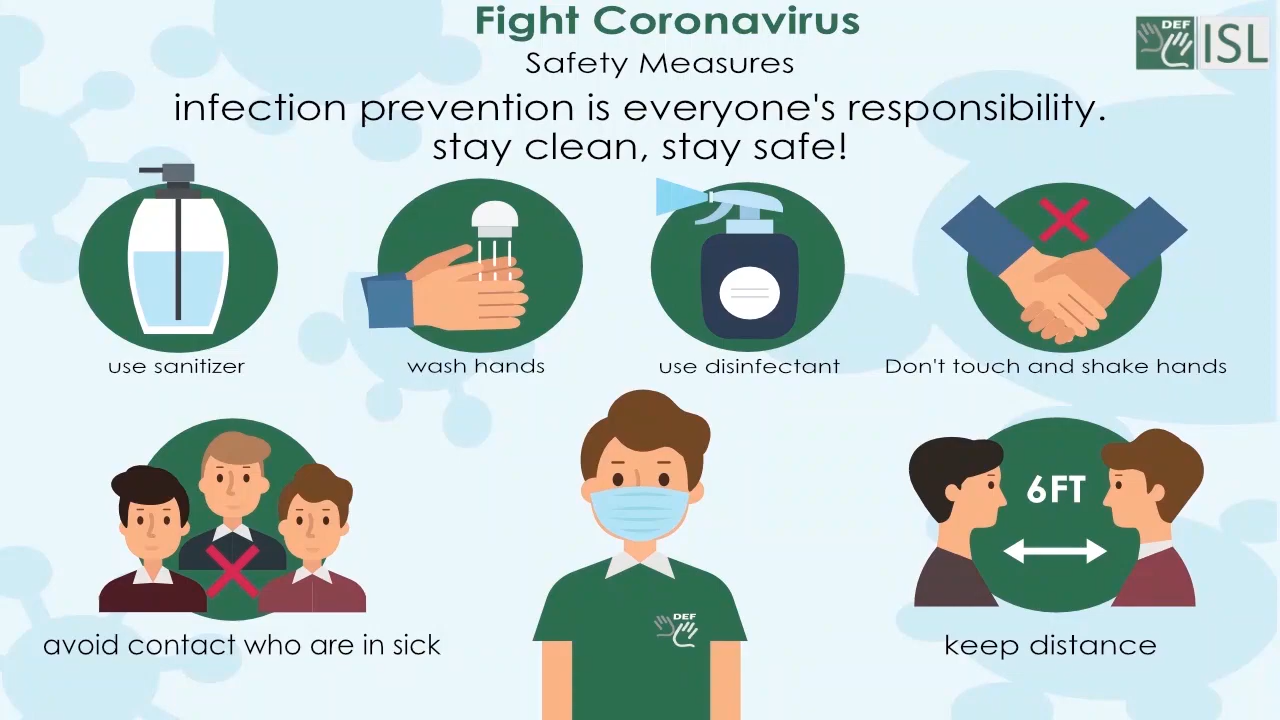 Fight Coronavirus
DEF
ISL
Safety Measures
infection prevention is everyone's responsibility.
stay clean, stay safe!
use sanitizer
wash hands
use disinfectant
Don't touch and shake hands
6FT
DEF
avoid contact who are in sick
keep distance